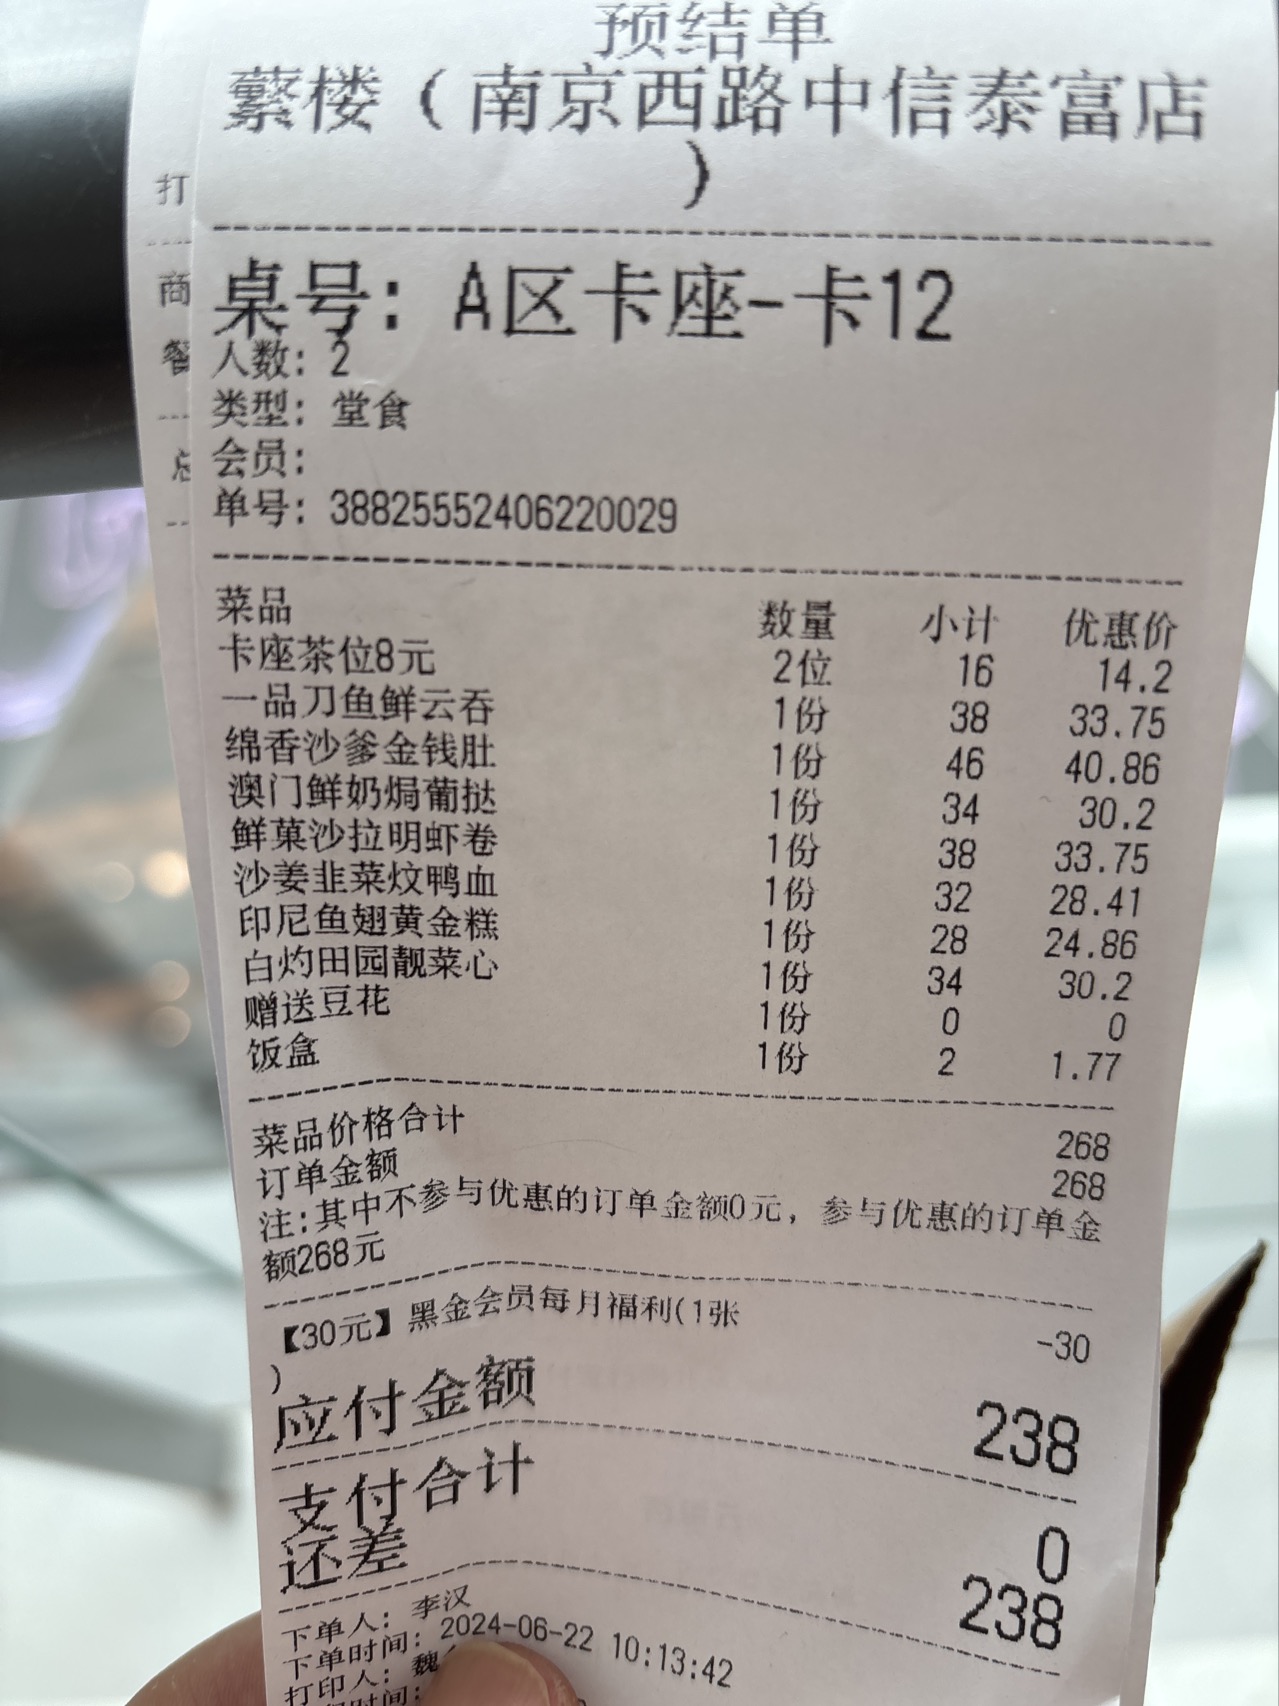 预结单
蘩楼（南京西路中信泰富店
）
桌号：A区卡座-卡12
人数：2
类型：堂食
会员：
单号：38825552406220029
菜品 数量 小计 优惠价
卡座茶位8元 2位 16 14.2
一品刀鱼鲜云吞 1份 38 33.75
绵香沙爹金钱肚 1份 46 40.86
澳门鲜奶焗葡挞 1份 34 30.2
鲜菓沙拉明虾卷 1份 38 33.75
沙姜韭菜炆鸭血 1份 32 28.41
印尼鱼翅黄金糕 1份 28 24.86
白灼田园靓菜心 1份 34 30.2
赠送豆花 1份 0 0
饭盒 1份 2 1.77
菜品价格合计 268
订单金额 268
注:其中不参与优惠的订单金额0元，参与优惠的订单金
额268元
【30元】黑金会员每月福利(1张 -30
)
应付金额 238
支付合计 0
还差 238
下单人：李汉
下单时间：2024-06-22 10:13:42
打印人：魏
打
商
餐